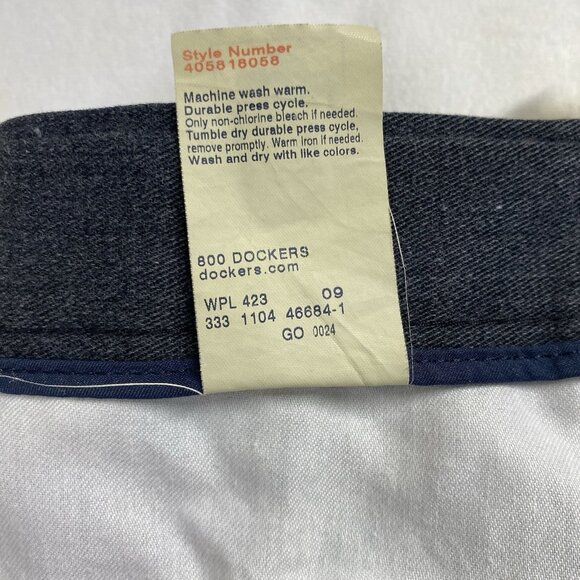 Style Number
405818058
Machine wash warm.
Durable press cycle.
Only non-chlorine bleach if needed.
Tumble dry durable press cycle,
remove promptly. Warm iron if needed.
Wash and dry with like colors.
800 DOCKERS
dockers.com
WPL 423 09
333 1104 46684-1
GO 0024